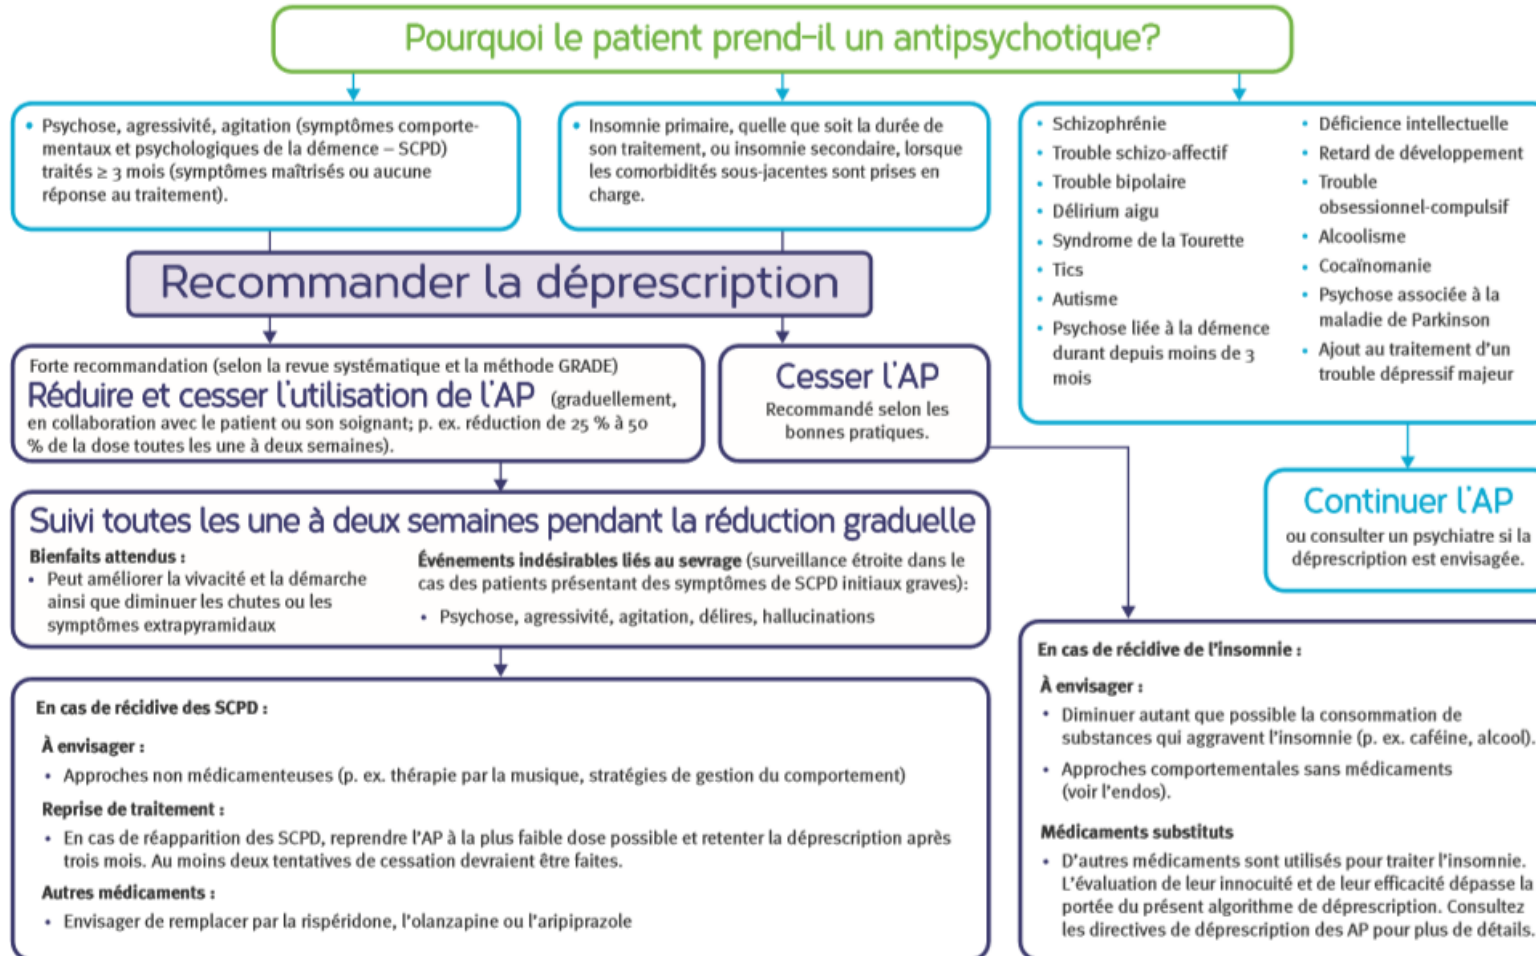 Pourquoi le patient prend-il un antipsychotique?
• Psychose, agressivité, agitation (symptômes comporte-
mentaux et psychologiques de la démence – SCPD)
traités ≥ 3 mois (symptômes maîtrisés ou aucune
réponse au traitement).
• Insomnie primaire, quelle que soit la durée de
son traitement, ou insomnie secondaire, lorsque
les comorbidités sous-jacentes sont prises en
charge.
• Schizophrénie
• Trouble schizo-affectif
• Trouble bipolaire
• Délirium aigu
• Syndrome de la Tourette
• Tics
• Autisme
• Psychose liée à la démence
durant depuis moins de 3
mois
• Déficience intellectuelle
• Retard de développement
• Trouble
obsessionnel-compulsif
• Alcoolisme
• Cocaïnomanie
• Psychose associée à la
maladie de Parkinson
• Ajout au traitement d'un
trouble dépressif majeur
Recommander la déprescription
Forte recommandation (selon la revue systématique et la méthode GRADE)
Réduire et cesser l'utilisation de l'AP (graduellement,
en collaboration avec le patient ou son soignant; p. ex. réduction de 25 % à 50
% de la dose toutes les une à deux semaines).
Cesser l'AP
Recommandé selon les
bonnes pratiques.
Continuer l'AP
ou consulter un psychiatre si la
déprescription est envisagée.
Suivi toutes les une à deux semaines pendant la réduction graduelle
Bienfaits attendus :
• Peut améliorer la vivacité et la démarche
ainsi que diminuer les chutes ou les
symptômes extrapyramidaux
Événements indésirables liés au sevrage (surveillance étroite dans le
cas des patients présentant des symptômes de SCPD initiaux graves):
• Psychose, agressivité, agitation, délires, hallucinations
En cas de récidive des SCPD :
À envisager :
• Approches non médicamenteuses (p. ex. thérapie par la musique, stratégies de gestion du comportement)
Reprise de traitement :
• En cas de réapparition des SCPD, reprendre l'AP à la plus faible dose possible et retenter la déprescription après
trois mois. Au moins deux tentatives de cessation devraient être faites.
Autres médicaments :
• Envisager de remplacer par la rispéridone, l'olanzapine ou l'aripiprazole
En cas de récidive de l'insomnie :
À envisager :
• Diminuer autant que possible la consommation de
substances qui aggravent l'insomnie (p. ex. caféine, alcool).
• Approches comportementales sans médicaments
(voir l'endos).
Médicaments substituts
• D'autres médicaments sont utilisés pour traiter l'insomnie.
L'évaluation de leur innocuité et de leur efficacité dépasse la
portée du présent algorithme de déprescription. Consultez
les directives de déprescription des AP pour plus de détails.